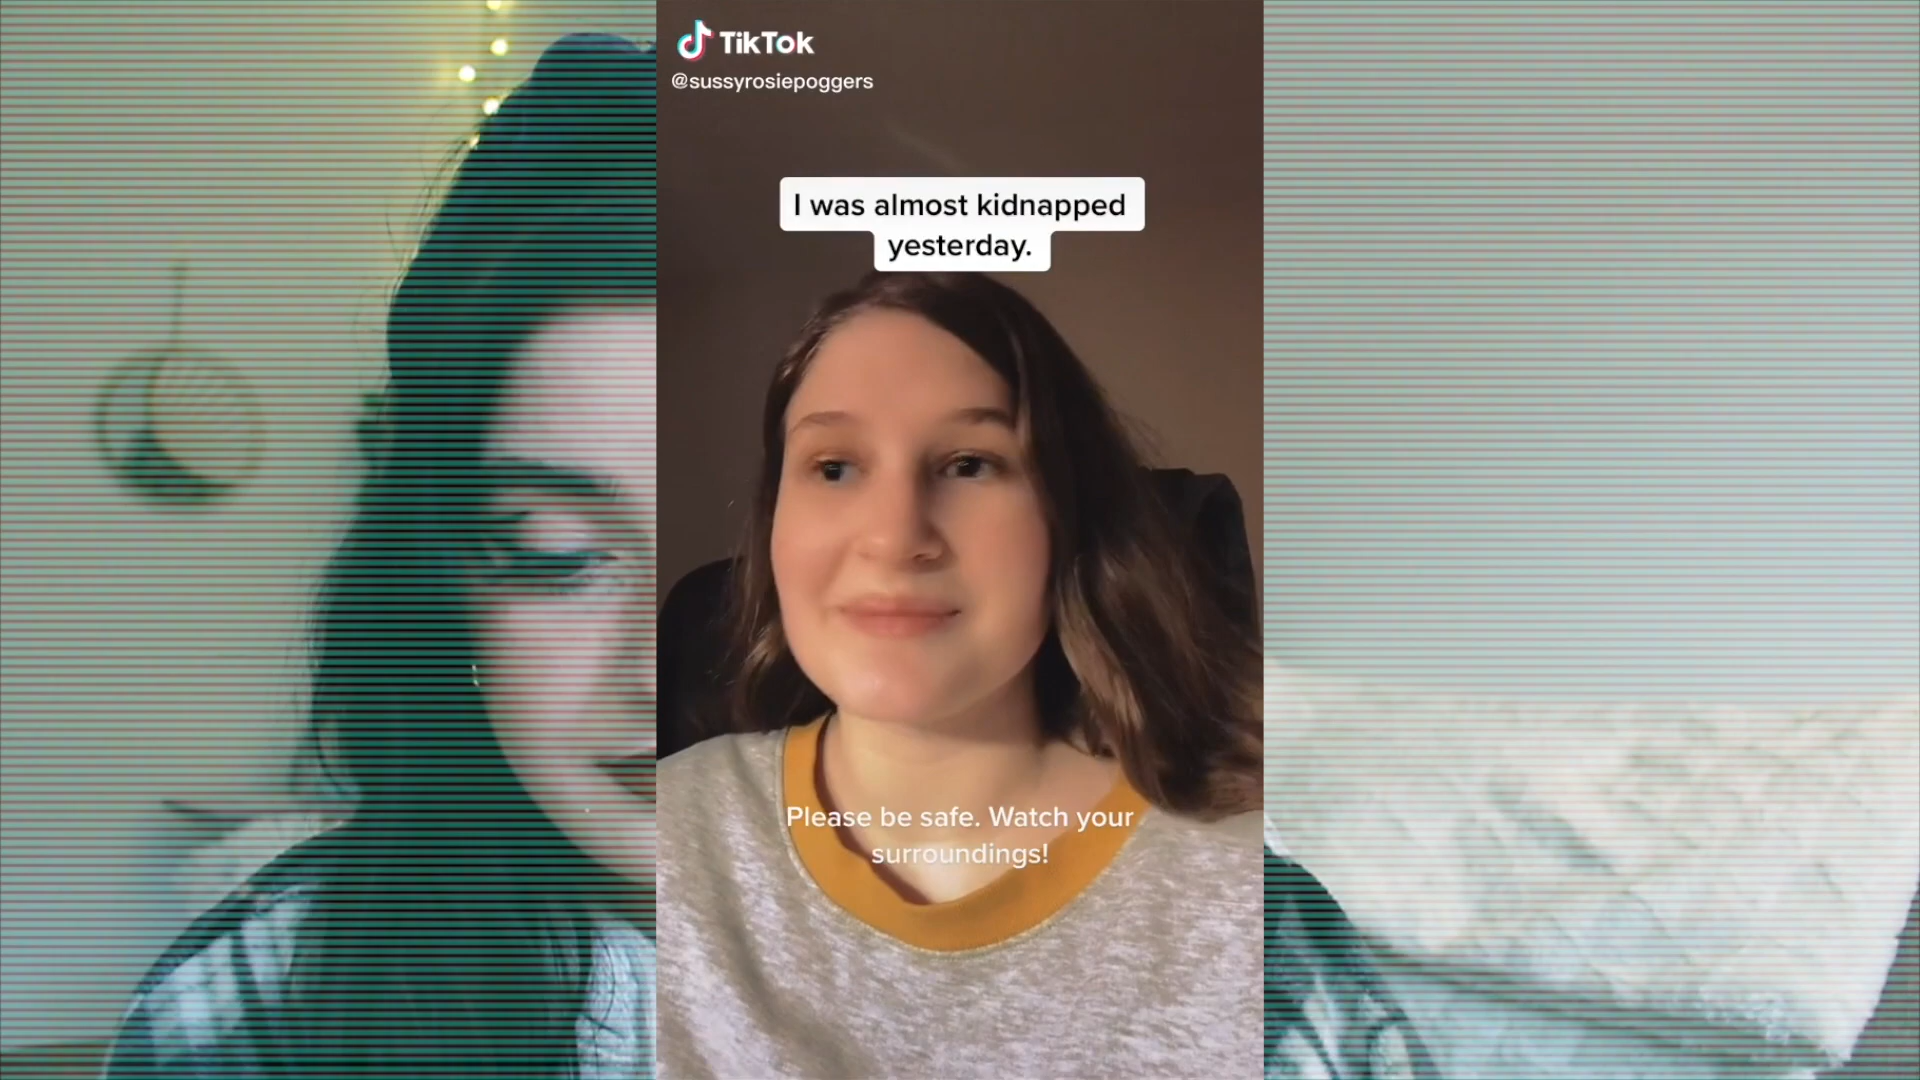 TikTok
@sussyrosiepoggers
I was almost kidnapped
yesterday.
Please be safe. Watch your
surroundings!